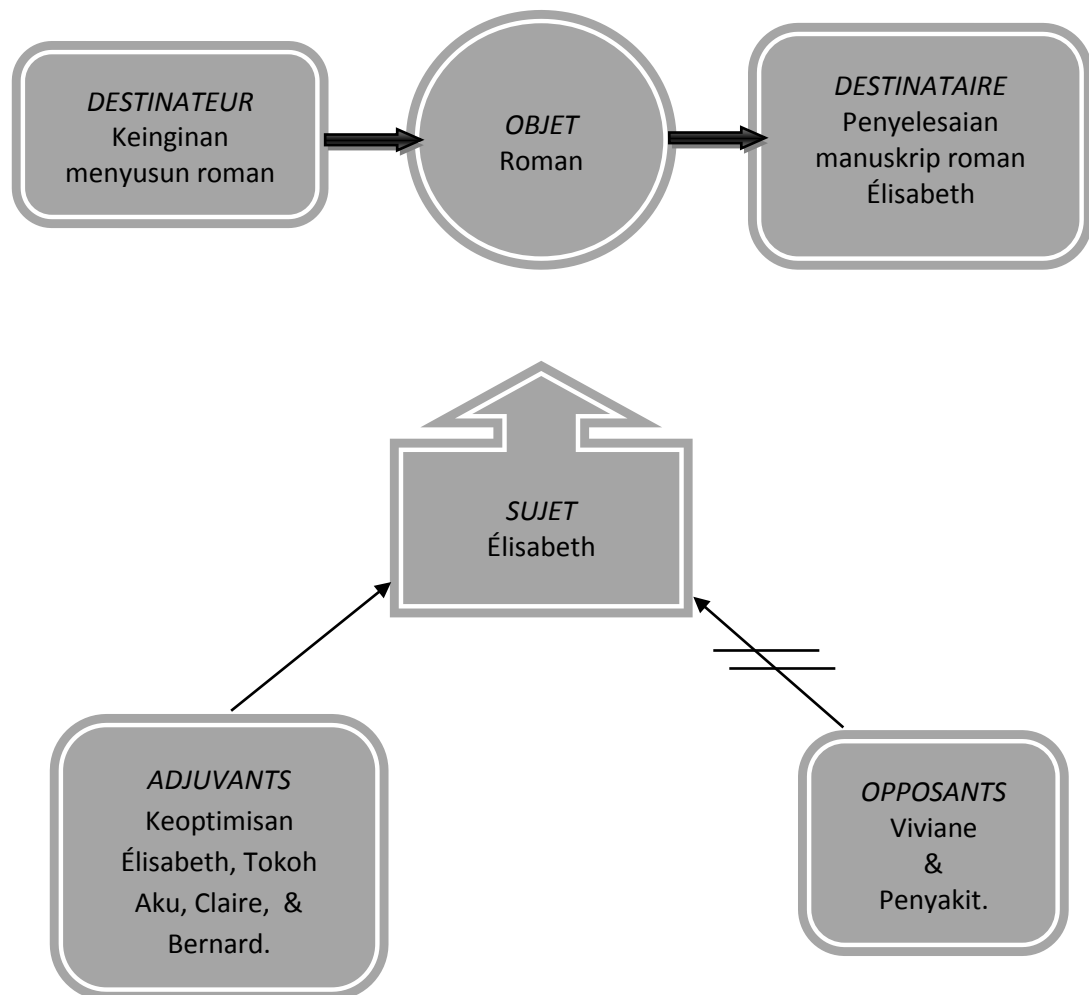 DESTINATEUR
Keinginan
menyusun roman
OBJET
Roman
DESTINATAIRE
Penyelesaian
manuskrip roman
Élisabeth
SUJET
Élisabeth
ADJUVANTS
Keoptimisan
Élisabeth, Tokoh
Aku, Claire, &
Bernard.
OPPOSANTS
Viviane
&
Penyakit.